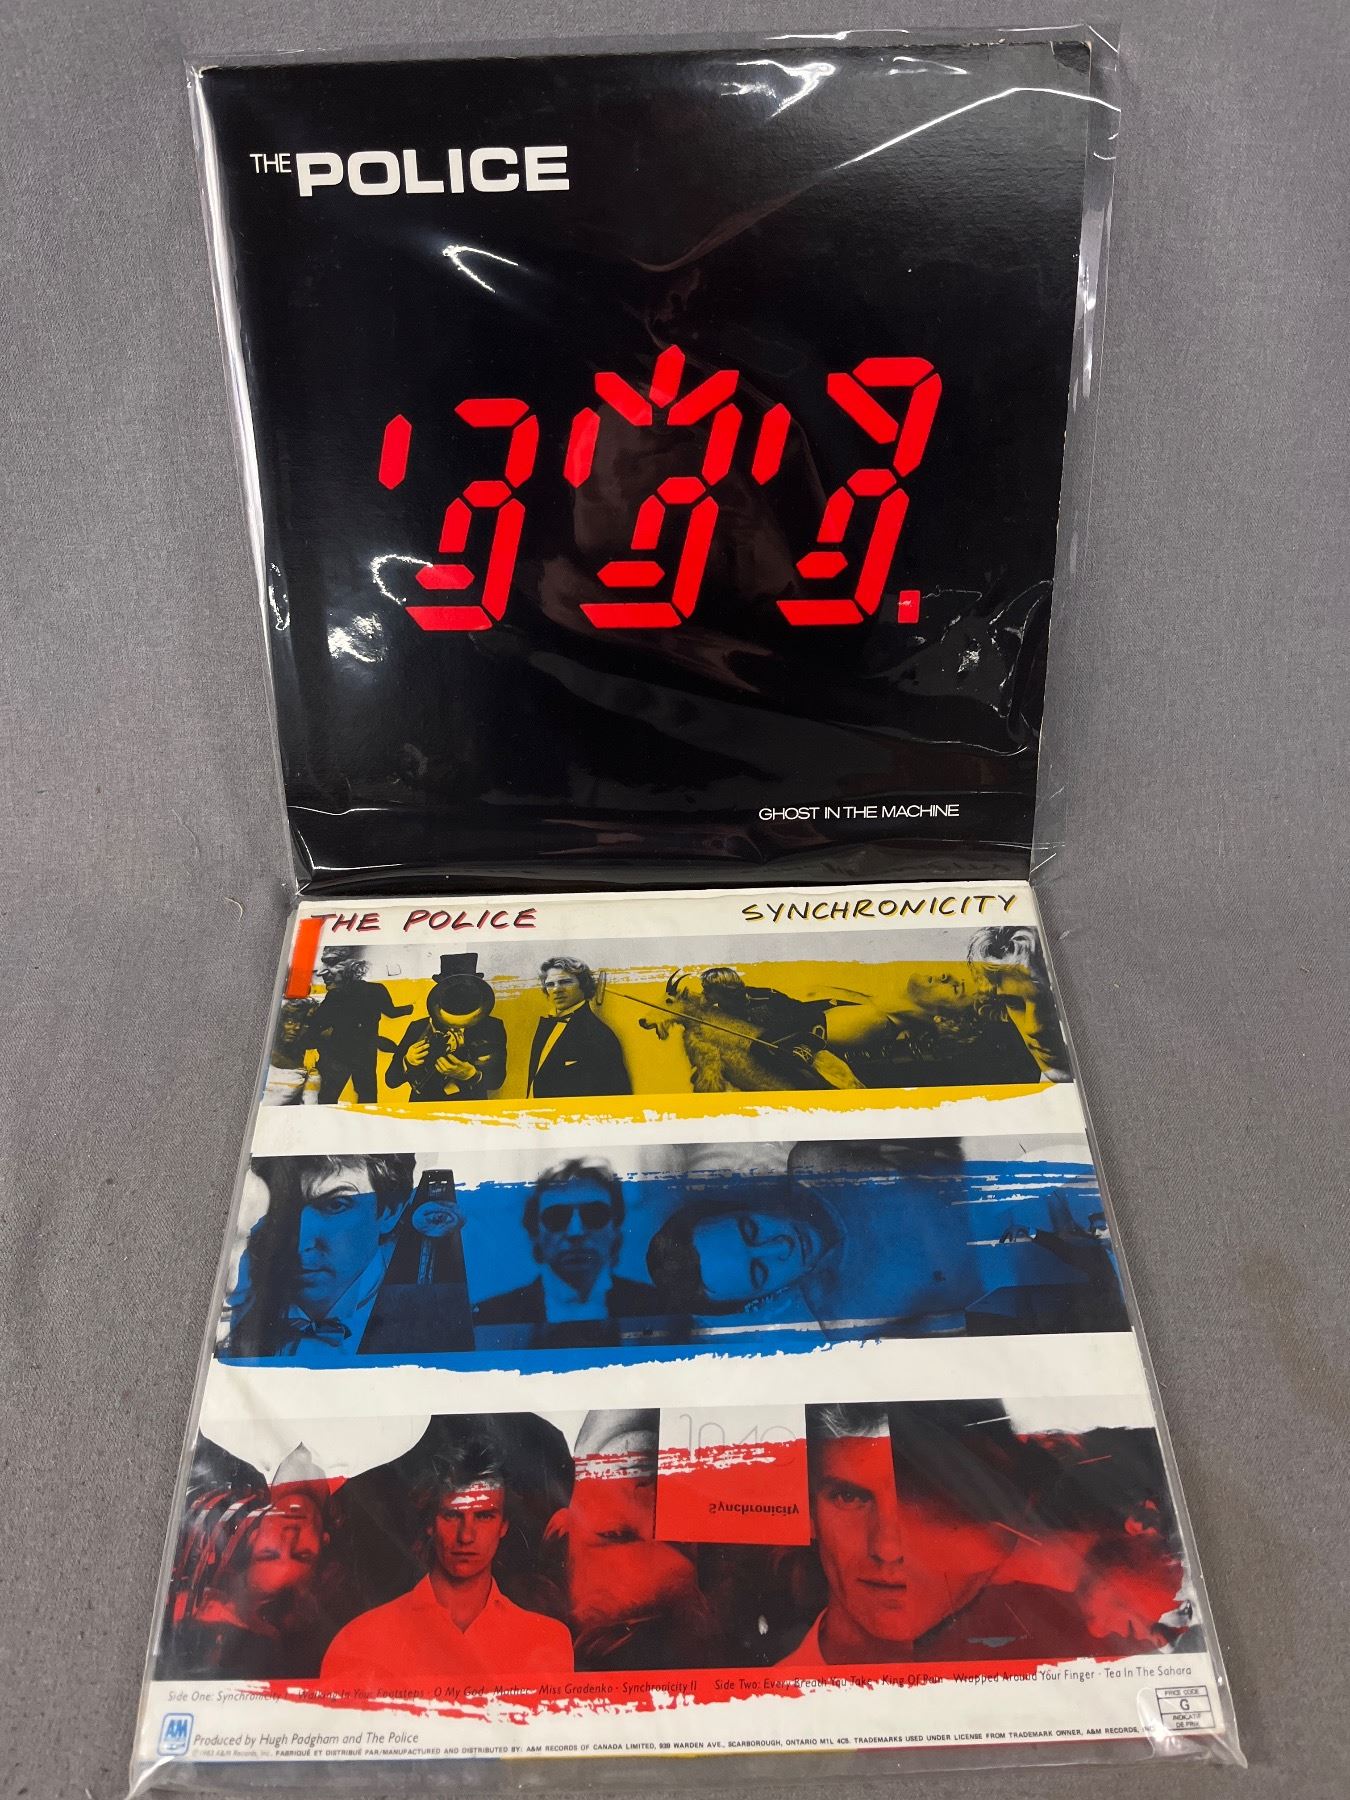 THE POLICE
GHOST IN THE MACHINE
THE POLICE SYNCHRONICITY
Synchronicity
Side One: Synchronicity I · Walking In Your Footsteps · O My God · Mother · Miss Gradenko · Synchronicity II Side Two: Every Breath You Take · King Of Pain · Wrapped Around Your Finger · Tea In The Sahara
PRICE CODE
G
INDICATIF
DE PRIX
A&M
Produced by Hugh Padgham and The Police
1983 A&M Records, Inc. FABRIQUÉ ET DISTRIBUÉ PAR/MANUFACTURED AND DISTRIBUTED BY: A&M RECORDS OF CANADA LIMITED, 939 WARDEN AVE., SCARBOROUGH, ONTARIO M1L 4C5. TRADEMARKS USED UNDER LICENSE FROM TRADEMARK OWNER, A&M RECORDS, INC.